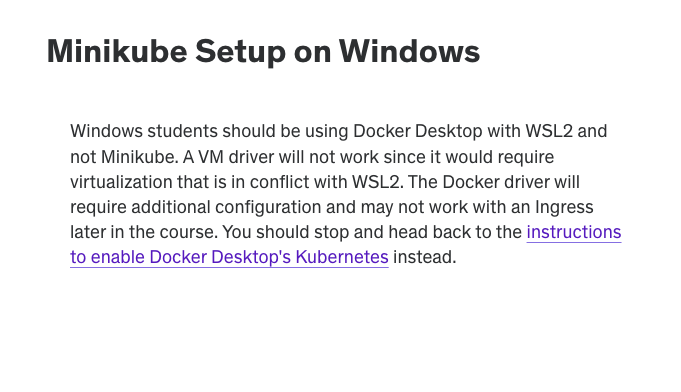 Minikube Setup on Windows
Windows students should be using Docker Desktop with WSL2 and
not Minikube. A VM driver will not work since it would require
virtualization that is in conflict with WSL2. The Docker driver will
require additional configuration and may not work with an Ingress
later in the course. You should stop and head back to the instructions
to enable Docker Desktop's Kubernetes instead.